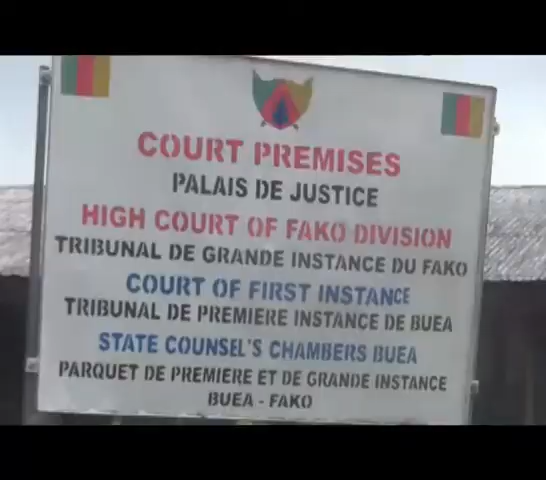 COURT PREMISES
PALAIS DE JUSTICE
HIGH COURT OF FAKO DIVISION
TRIBUNAL DE GRANDE INSTANCE DU FAKO
COURT OF FIRST INSTANCE
TRIBUNAL DE PREMIERE INSTANCE DE BUEA
STATE COUNSEL'S CHAMBERS BUEA
PARQUET DE PREMIERE ET DE GRANDE INSTANCE
BUEA - FAKO